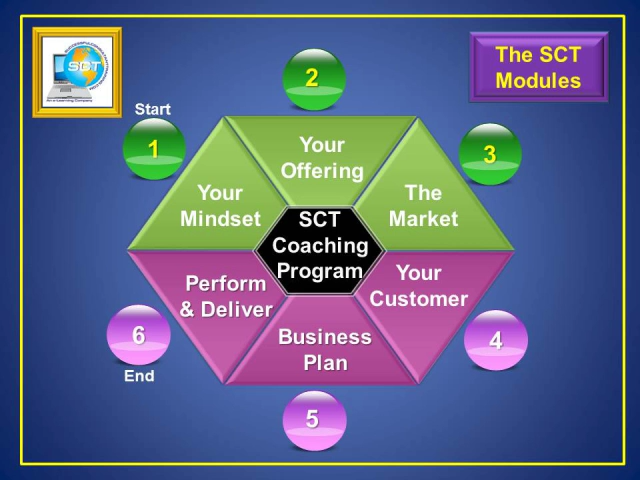 SCT
The SCT
Modules
Start
1
Your
Mindset
2
Your
Offering
3
The
Market
SCT
Coaching
Program
4
Your
Customer
5
Business
Plan
6
Perform
& Deliver
End